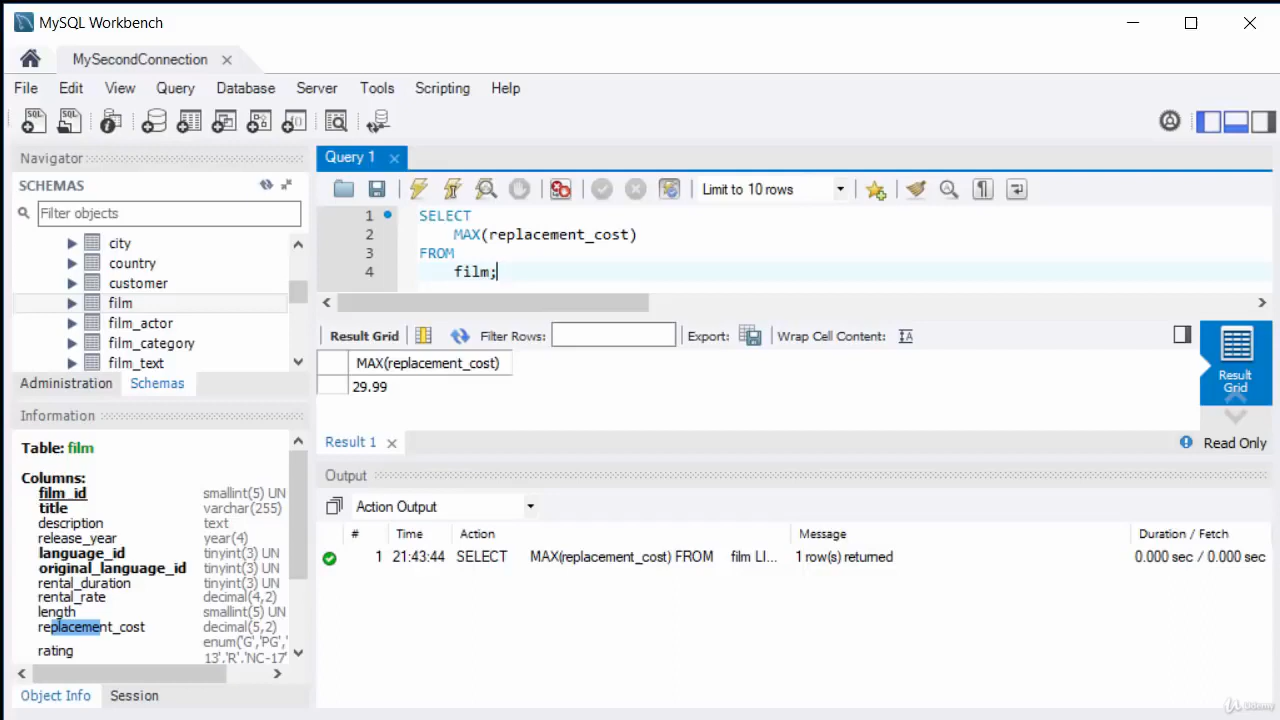 MySQL Workbench
MySecondConnection
File Edit View Query Database Server Tools Scripting Help
SQL SQL
Navigator
SCHEMAS
Filter objects
city
country
customer
film
film_actor
film_category
film_text
Administration Schemas
Information
Table: film
Columns:
film_id smallint(5) UN
title varchar(255)
description text
release_year year(4)
language_id tinyint(3) UN
original_language_id tinyint(3) UN
rental_duration tinyint(3) UN
rental_rate decimal(4,2)
length smallint(5) UN
replacement_cost decimal(5,2)
rating enum('G','PG','
13','R','NC-17
Object Info Session
Query 1
Limit to 10 rows
1 SELECT
2 MAX(replacement_cost)
3 FROM
4 film;
Result Grid Filter Rows: Export: Wrap Cell Content:
MAX(replacement_cost)
29.99
Result
Grid
Result 1 Read Only
Output
Action Output
# Time Action Message Duration / Fetch
1 21:43:44 SELECT MAX(replacement_cost) FROM film LI... 1 row(s) returned 0.000 sec / 0.000 sec
Udemy